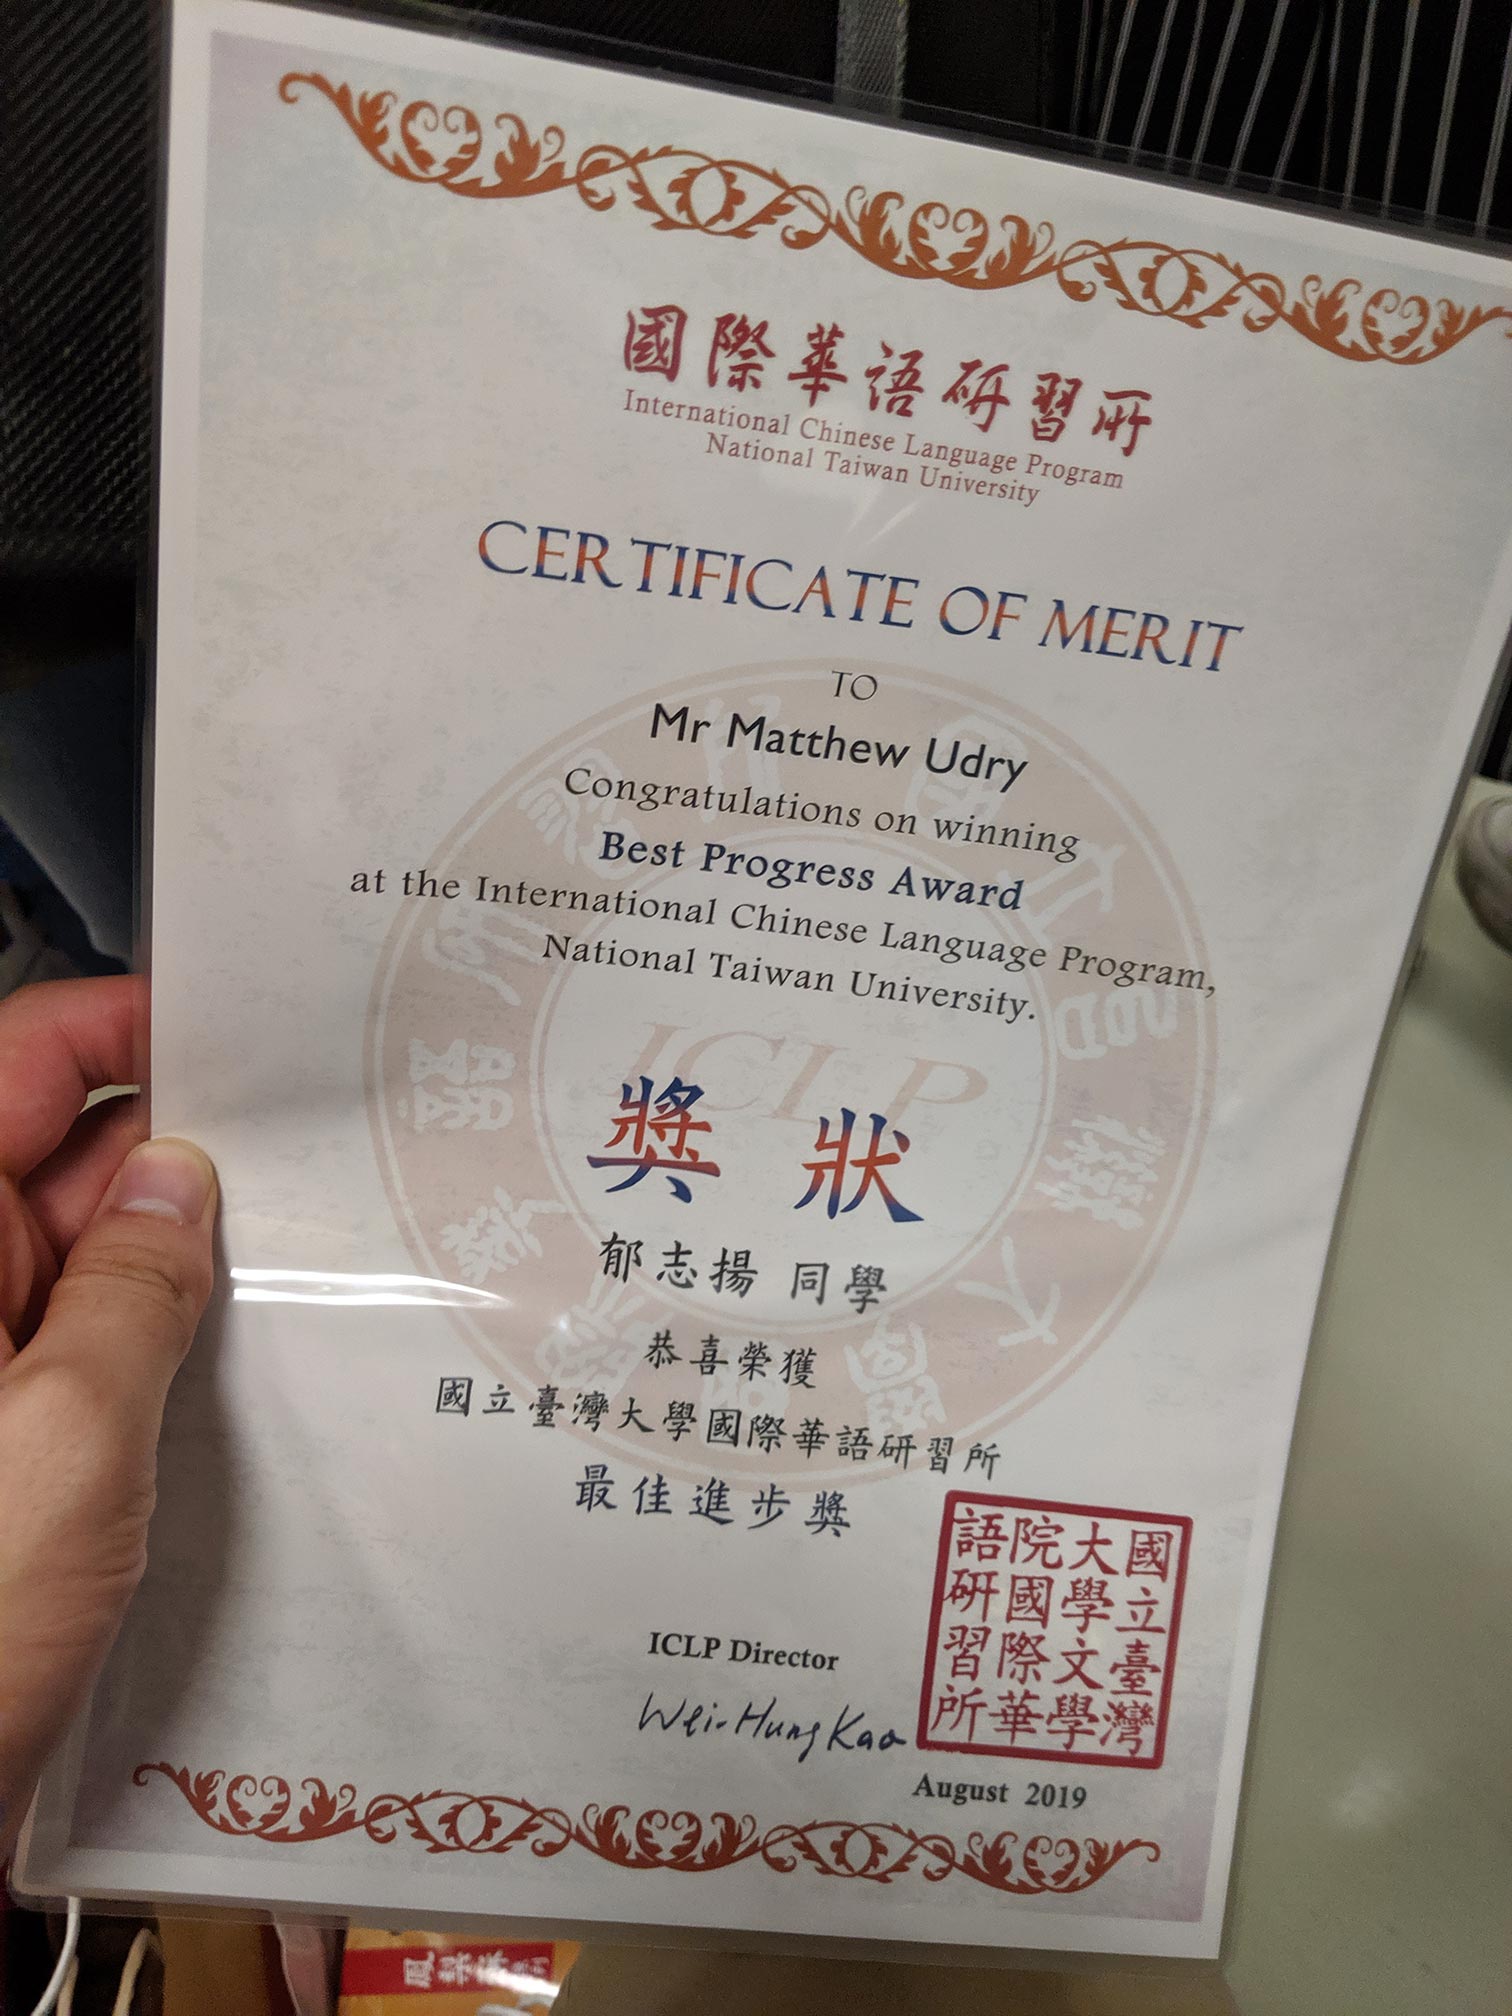 國際華語研習所
International Chinese Language Program
National Taiwan University
CERTIFICATE OF MERIT
TO
Mr Matthew Udry
Congratulations on winning
Best Progress Award
at the International Chinese Language Program,
National Taiwan University.
ICLP
獎狀
郁志揚 同學
恭喜榮獲
國立臺灣大學國際華語研習所
最佳進步獎
ICLP Director
Wei-Hung Kao
國立臺灣
大學文學
院國際華
語研習所
August 2019